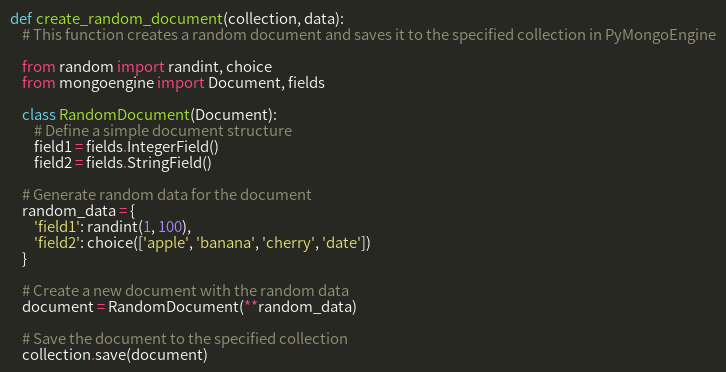 def create_random_document(collection, data):
    # This function creates a random document and saves it to the specified collection in PyMongoEngine

    from random import randint, choice
    from mongoengine import Document, fields

    class RandomDocument(Document):
        # Define a simple document structure
        field1 = fields.IntegerField()
        field2 = fields.StringField()

    # Generate random data for the document
    random_data = {
        'field1': randint(1, 100),
        'field2': choice(['apple', 'banana', 'cherry', 'date'])
    }

    # Create a new document with the random data
    document = RandomDocument(**random_data)

    # Save the document to the specified collection
    collection.save(document)